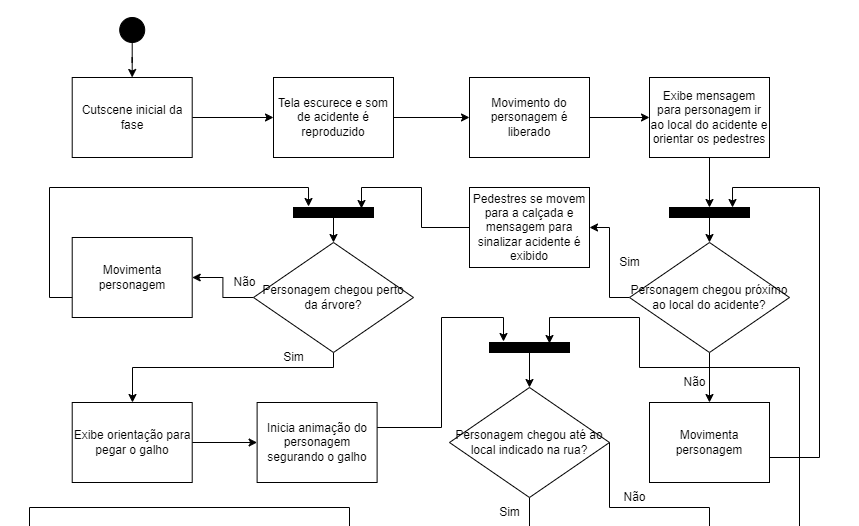 Cutscene inicial da
fase
Tela escurece e som
de acidente é
reproduzido
Movimento do
personagem é
liberado
Exibe mensagem
para personagem ir
ao local do acidente e
orientar os pedestres
Pedestres se movem
para a calçada e
mensagem para
sinalizar acidente é
exibido
Sim
Personagem chegou próximo
ao local do acidente?
Movimenta
personagem
Não
Personagem chegou perto
da árvore?
Sim
Não
Exibe orientação para
pegar o galho
Inicia animação do
personagem
segurando o galho
Personagem chegou até ao
local indicado na rua?
Movimenta
personagem
Sim
Não